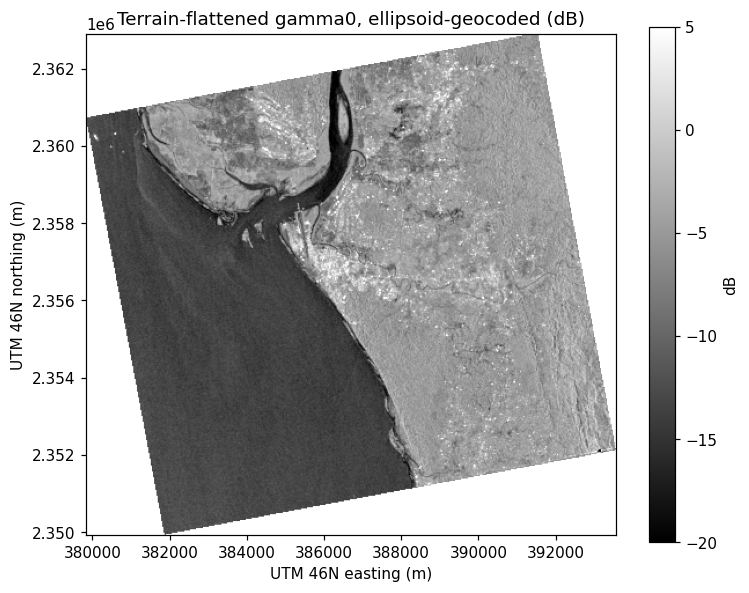 Terrain-flattened gamma0, ellipsoid-geocoded (dB)
1e6
2.362
2.360
2.358
2.356
2.354
2.352
2.350
UTM 46N northing (m)
380000 382000 384000 386000 388000 390000 392000
UTM 46N easting (m)
5
0
−5
−10
−15
−20
dB